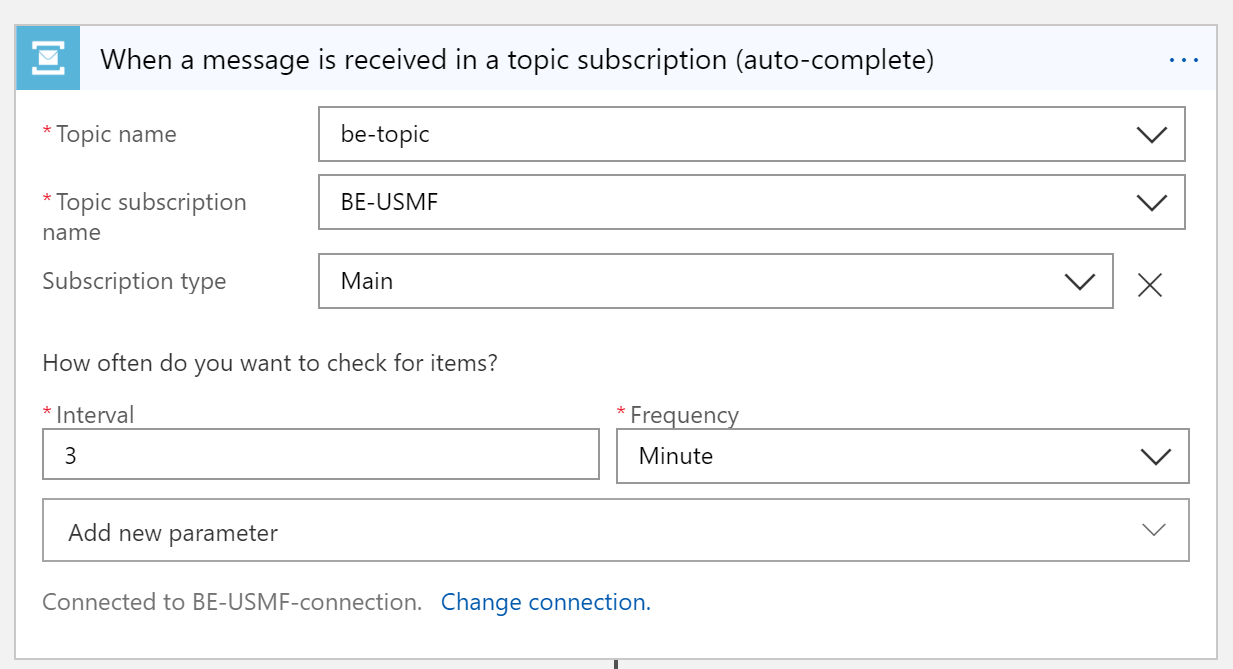 When a message is received in a topic subscription (auto-complete)
* Topic name
be-topic
* Topic subscription
name
BE-USMF
Subscription type
Main
How often do you want to check for items?
* Interval
* Frequency
3
Minute
Add new parameter
Connected to BE-USMF-connection. Change connection.